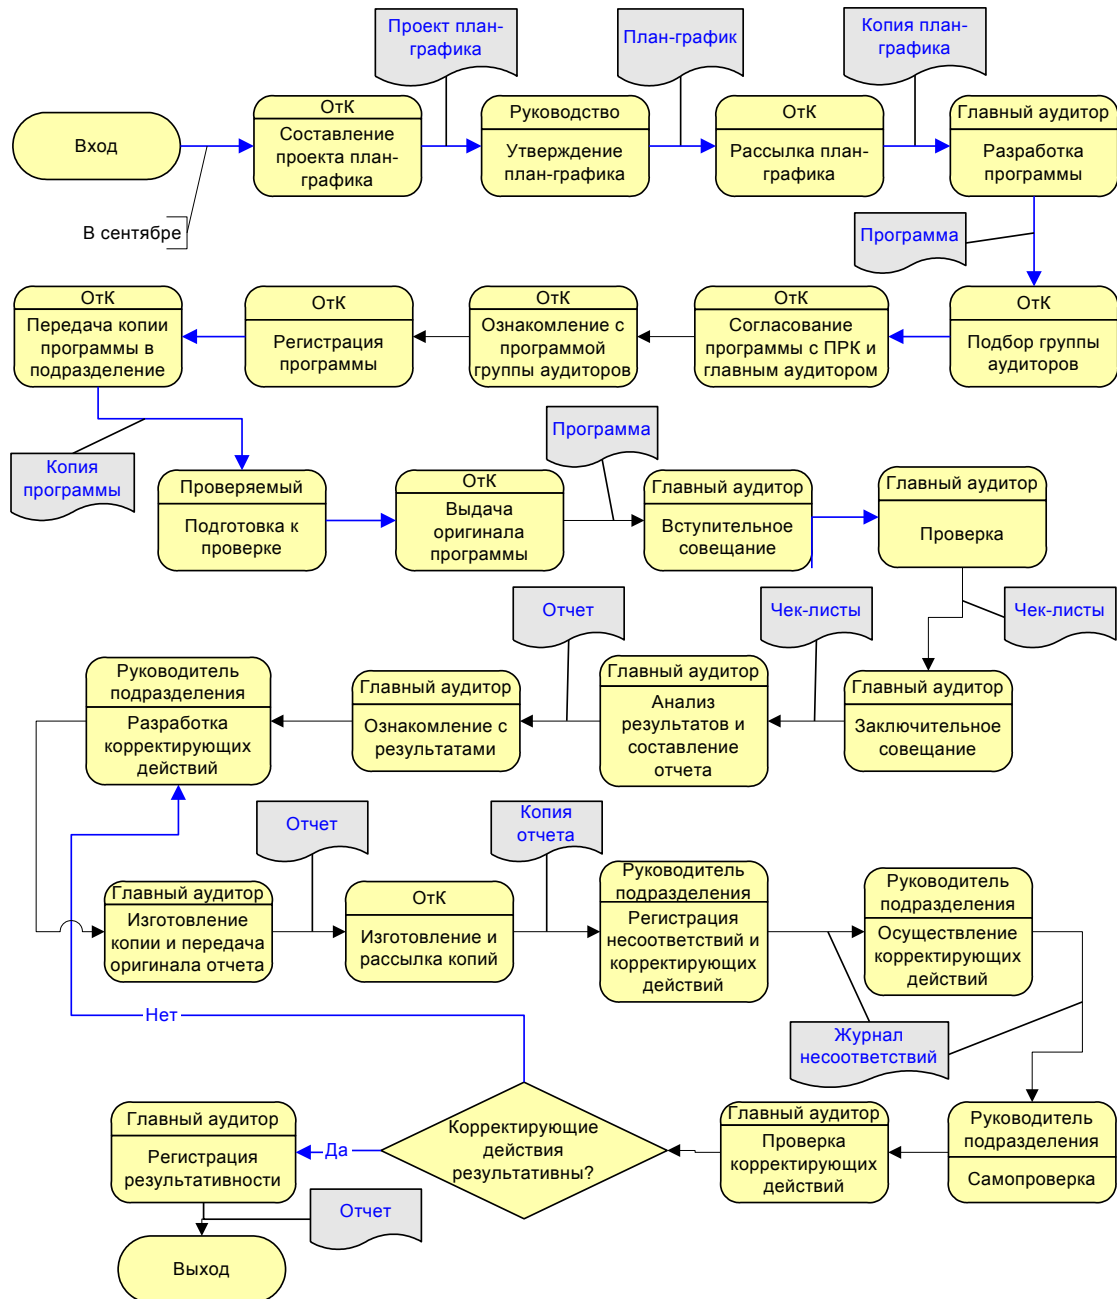 Проект план-
графика
План-график
Копия план-
графика
Вход
ОтК
Составление
проекта план-
графика
Руководство
Утверждение
план-графика
ОтК
Рассылка план-
графика
Главный аудитор
Разработка
программы
В сентябре
Программа
ОтК
Передача копии
программы в
подразделение
ОтК
Регистрация
программы
ОтК
Ознакомление с
программой
группы аудиторов
ОтК
Согласование
программы с ПРК и
главным аудитором
ОтК
Подбор группы
аудиторов
Копия
программы
Проверяемый
Подготовка к
проверке
ОтК
Выдача
оригинала
программы
Программа
Главный аудитор
Вступительное
совещание
Главный аудитор
Проверка
Отчет
Чек-листы
Чек-листы
Руководитель
подразделения
Разработка
корректирующих
действий
Главный аудитор
Ознакомление с
результатами
Главный аудитор
Анализ
результатов и
составление
отчета
Главный аудитор
Заключительное
совещание
Отчет
Копия
отчета
Главный аудитор
Изготовление
копии и передача
оригинала отчета
ОтК
Изготовление и
рассылка копий
Руководитель
подразделения
Регистрация
несоответствий и
корректирующих
действий
Руководитель
подразделения
Осуществление
корректирующих
действий
Нет
Журнал
несоответствий
Главный аудитор
Регистрация
результативности
Да
Корректирующие
действия
результативны?
Главный аудитор
Проверка
корректирующих
действий
Руководитель
подразделения
Самопроверка
Отчет
Выход